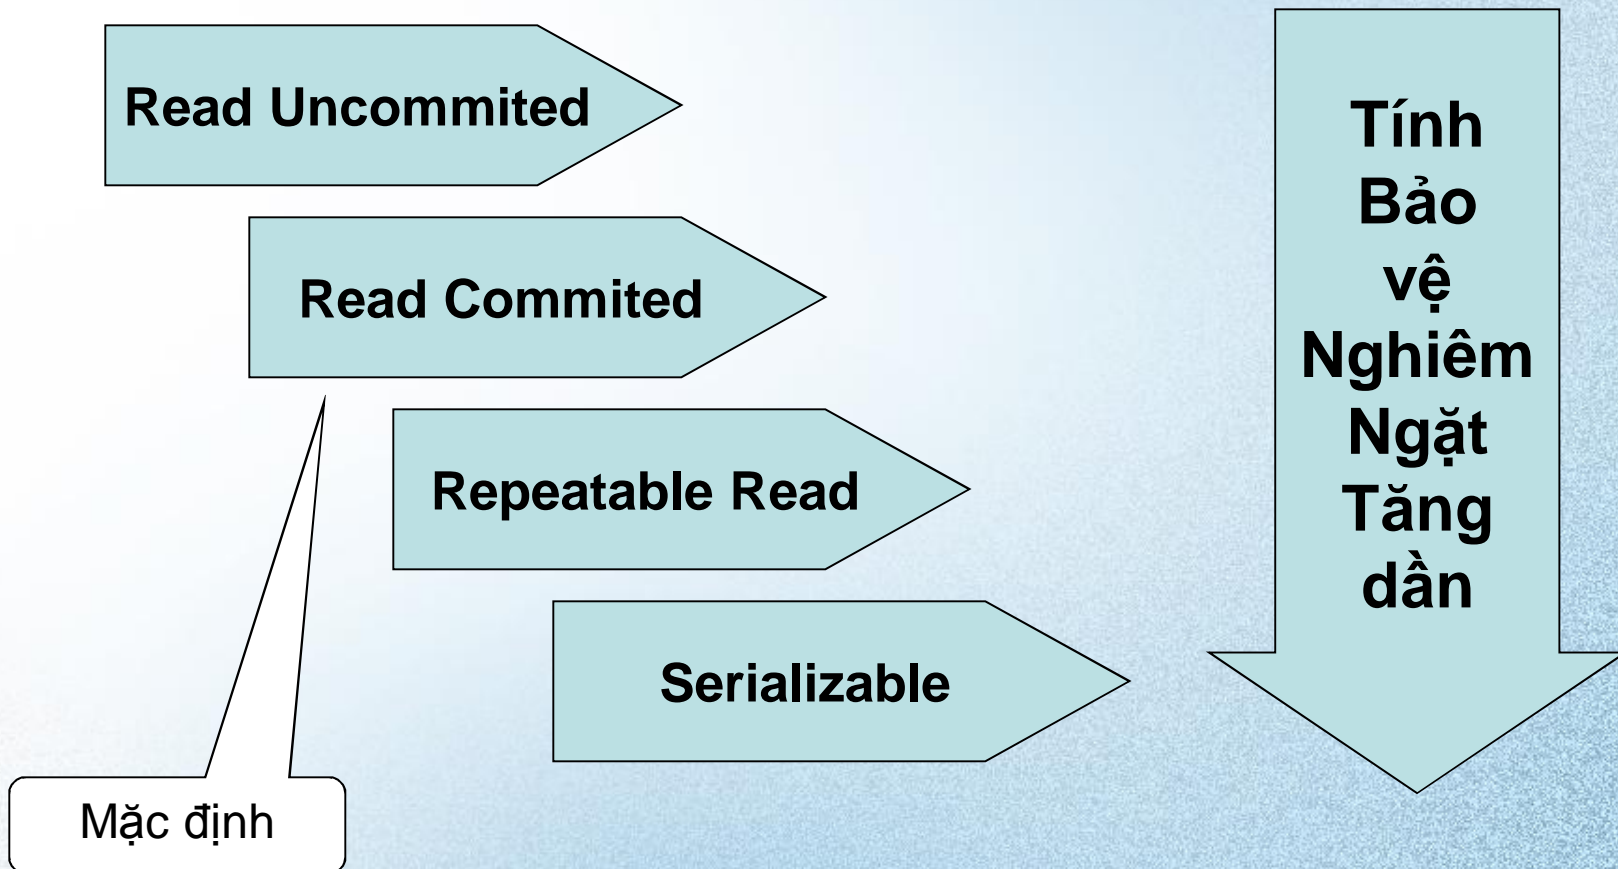 Read Uncommited
Read Commited
Repeatable Read
Serializable
Mặc định
Tính
Bảo
vệ
Nghiêm
Ngặt
Tăng
dần